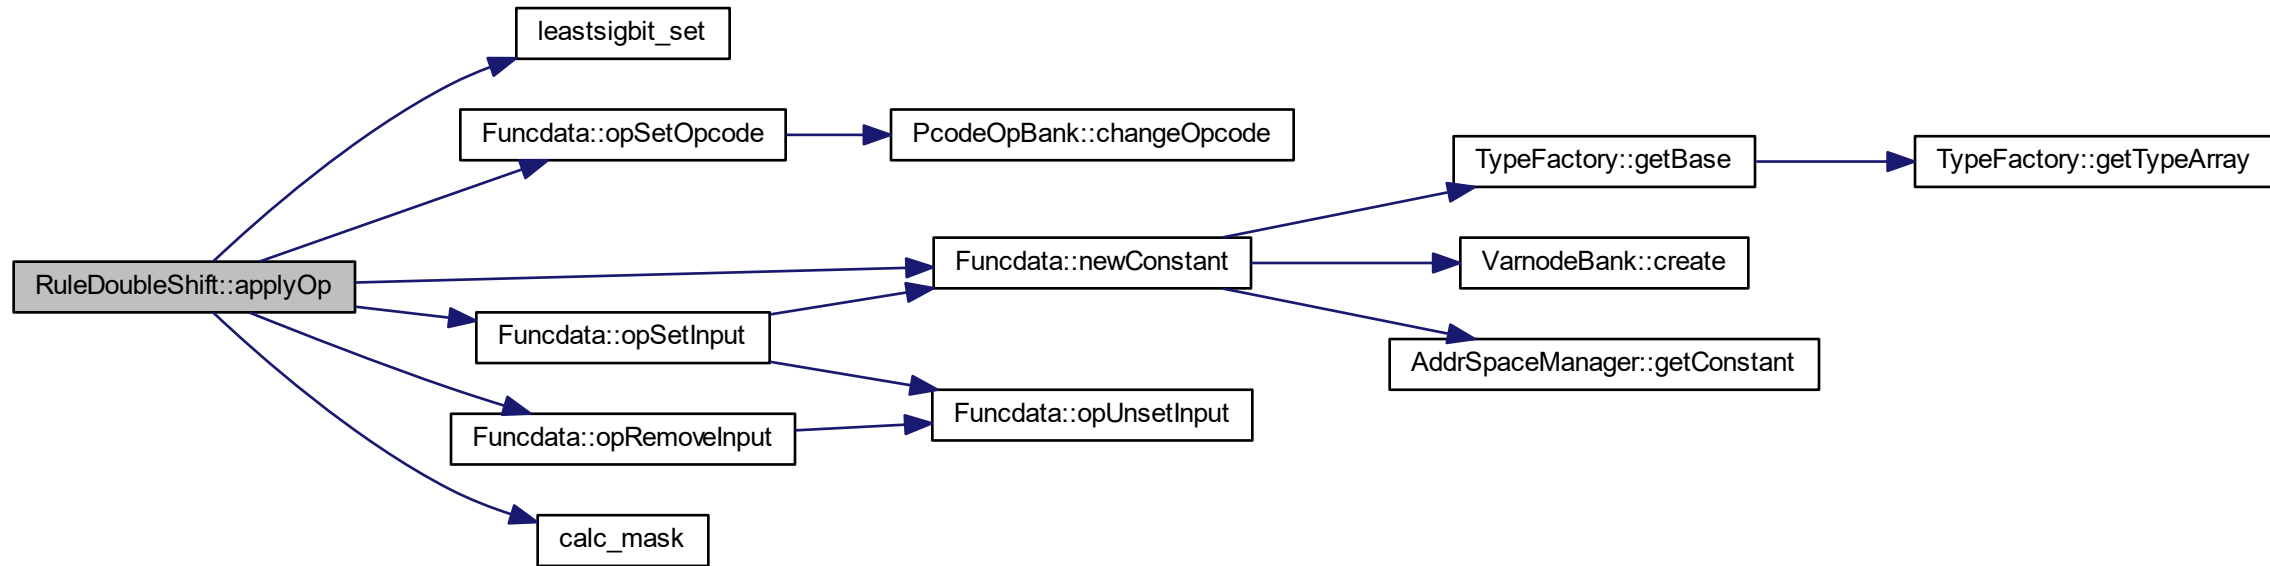 leastsigbit_set
Funcdata::opSetOpcode
PcodeOpBank::changeOpcode
TypeFactory::getBase
TypeFactory::getTypeArray
RuleDoubleShift::applyOp
Funcdata::newConstant
VarnodeBank::create
Funcdata::opSetInput
AddrSpaceManager::getConstant
Funcdata::opRemoveInput
Funcdata::opUnsetInput
calc_mask